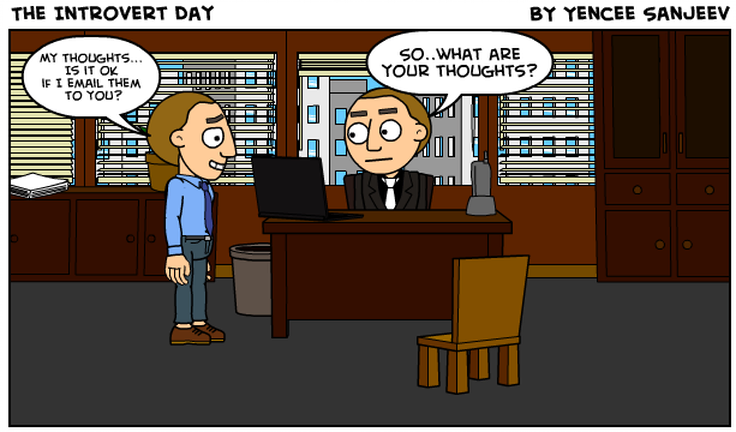 THE INTROVERT DAY
BY YENCEE SANJEEV
MY THOUGHTS...
IS IT OK
IF I EMAIL THEM
TO YOU?
SO..WHAT ARE
YOUR THOUGHTS?